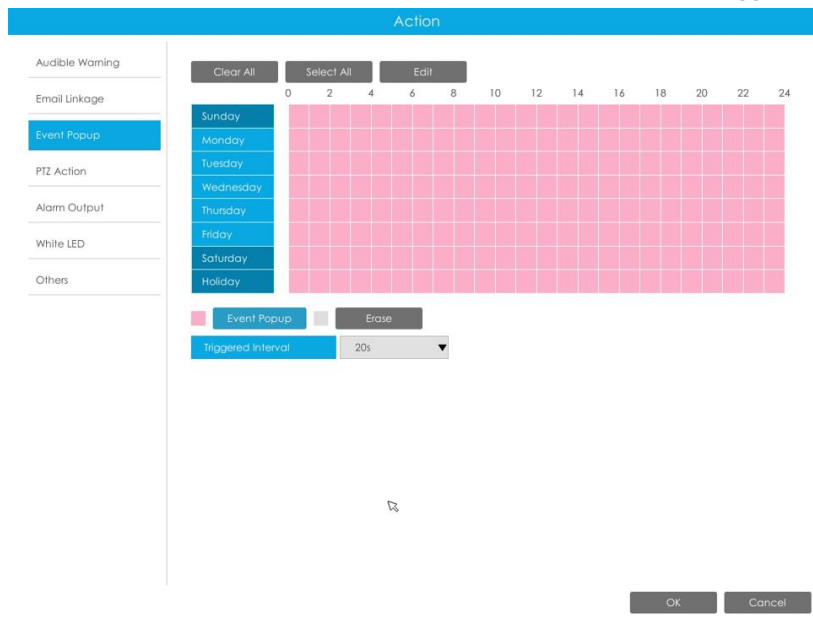 Action
Audible Warning
Email Linkage
Event Popup
PTZ Action
Alarm Output
White LED
Others
Clear All Select All Edit
0 2 4 6 8 10 12 14 16 18 20 22 24
Sunday
Monday
Tuesday
Wednesday
Thursday
Friday
Saturday
Holiday
Event Popup Erase
Triggered Interval 20s
OK Cancel